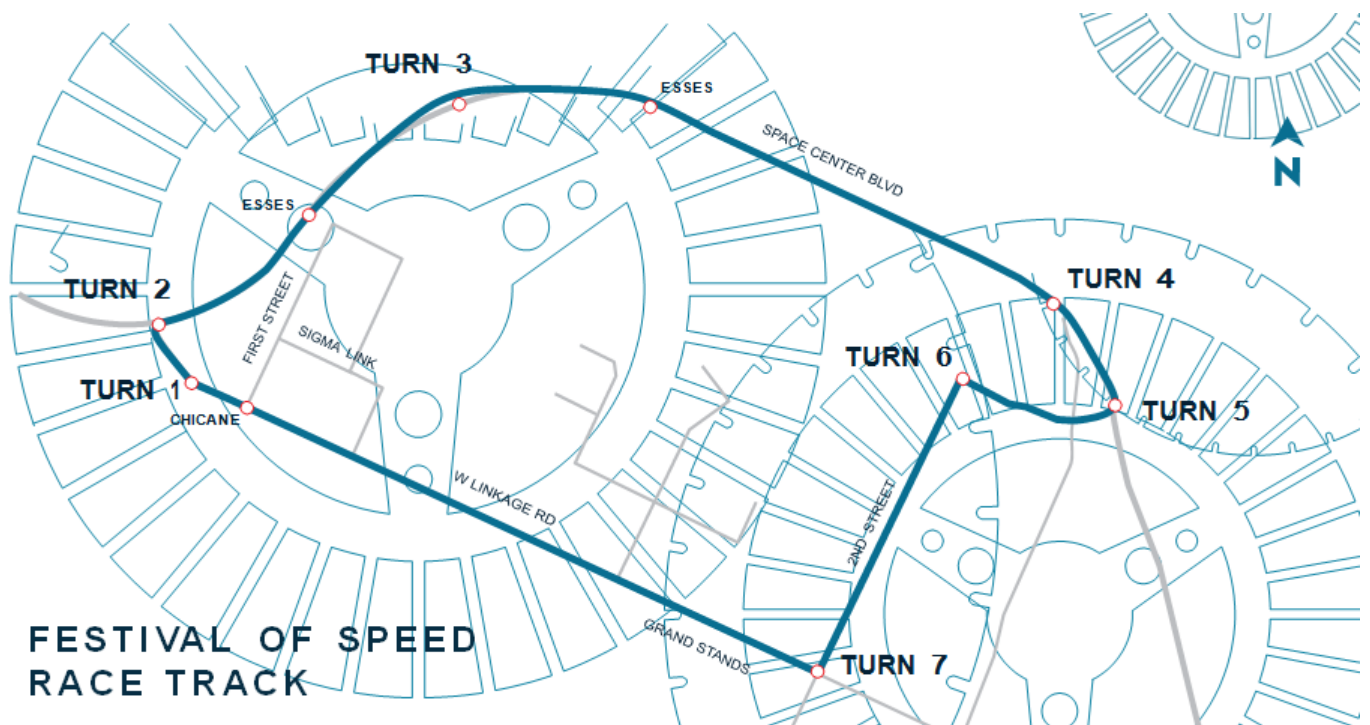 TURN 3
ESSES
SPACE CENTER BLVD
N
ESSES
TURN 2
TURN 4
FIRST STREET
SIGMA LINK
TURN 6
TURN 1
TURN 5
CHICANE
W LINKAGE RD
2ND STREET
GRAND STANDS
TURN 7
FESTIVAL OF SPEED
RACE TRACK